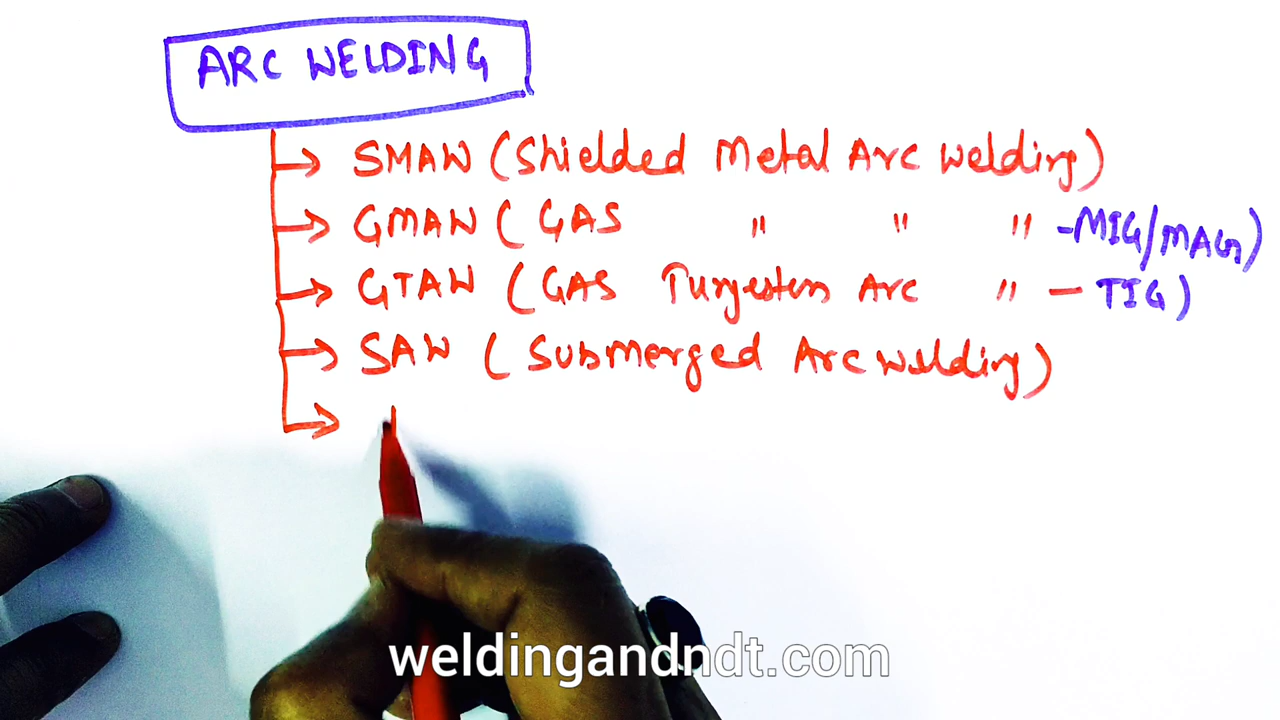 ARC WELDING
→ SMAW (Shielded Metal Arc Welding)
→ GMAW (GAS " " " - MIG/MAG)
→ GTAW (GAS Tungesten Arc " - TIG)
→ SAW (Submerged Arc Welding)
→
weldingandndt.com